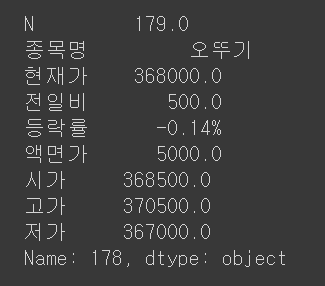 N 179.0
종목명 오뚜기
현재가 368000.0
전일비 500.0
등락률 -0.14%
액면가 5000.0
시가 368500.0
고가 370500.0
저가 367000.0
Name: 178, dtype: object